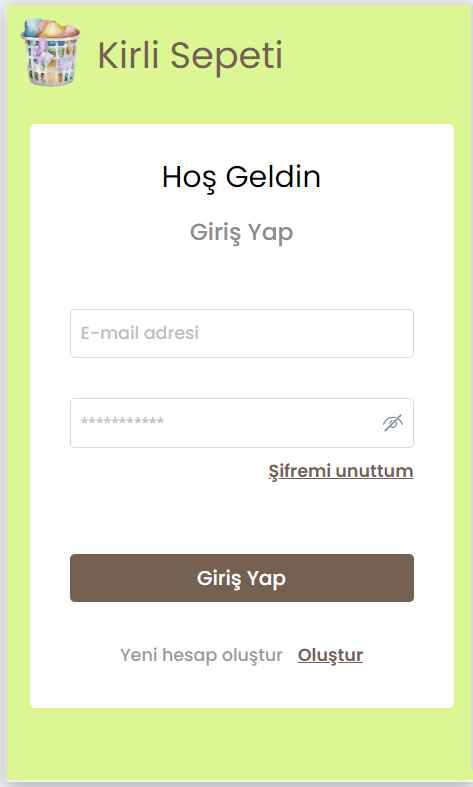 Kirli Sepeti
Hoş Geldin
Giriş Yap
E-mail adresi
***********
Şifremi unuttum
Giriş Yap
Yeni hesap oluştur Oluştur